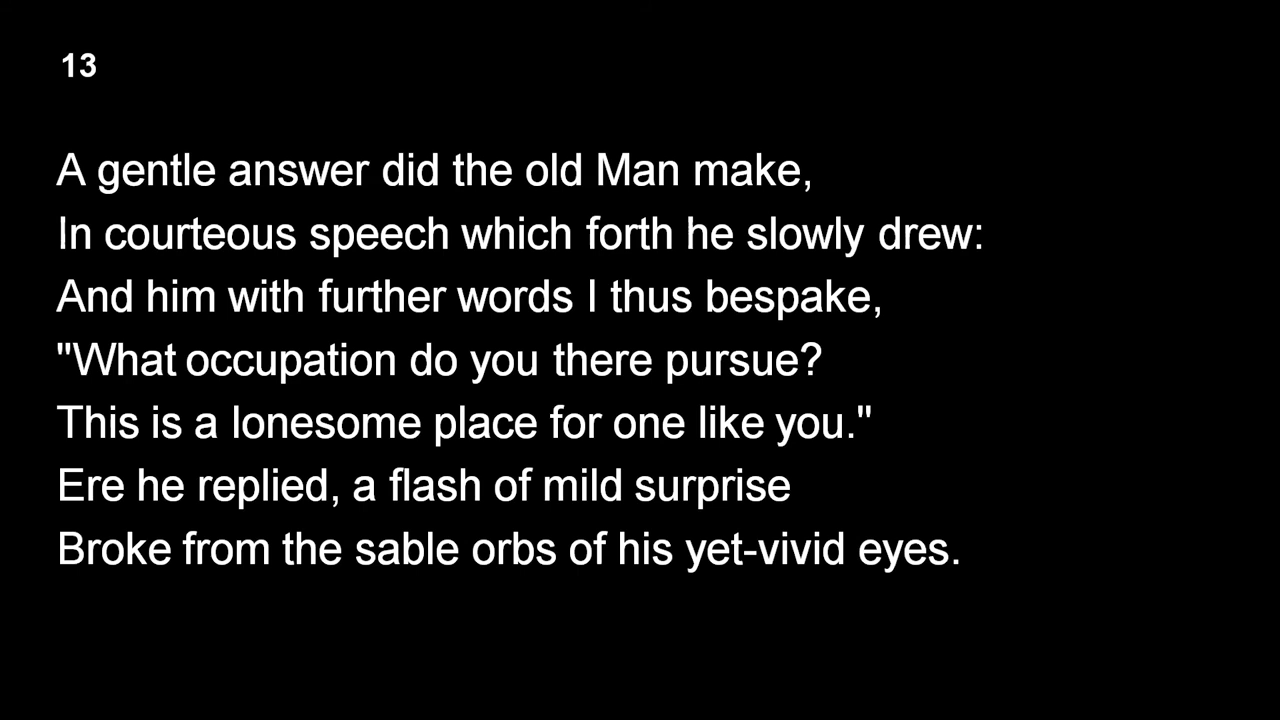 13
A gentle answer did the old Man make,
In courteous speech which forth he slowly drew:
And him with further words I thus bespake,
"What occupation do you there pursue?
This is a lonesome place for one like you."
Ere he replied, a flash of mild surprise
Broke from the sable orbs of his yet-vivid eyes.